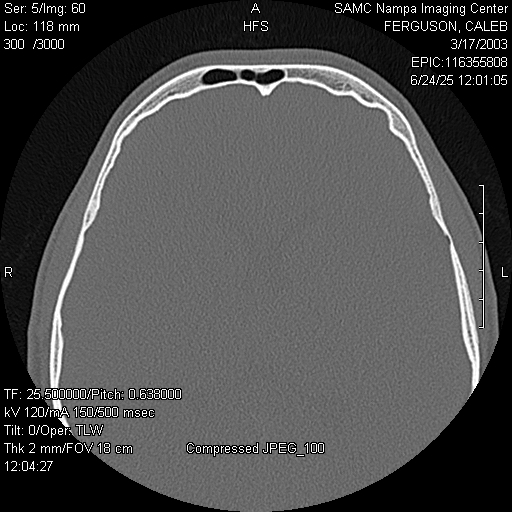 Ser: 5/Img: 60
Loc: 118 mm
300 /3000
A
HFS
SAMC Nampa Imaging Center
FERGUSON, CALEB
3/17/2003
EPIC:116355808
6/24/25 12:01:05
R
L
TF: 25.500000/Pitch: 0.638000
kV 120/mA 150/500 msec
Tilt: 0/Oper: TLW
Thk 2 mm/FOV 18 cm
12:04:27
Compressed JPEG_100